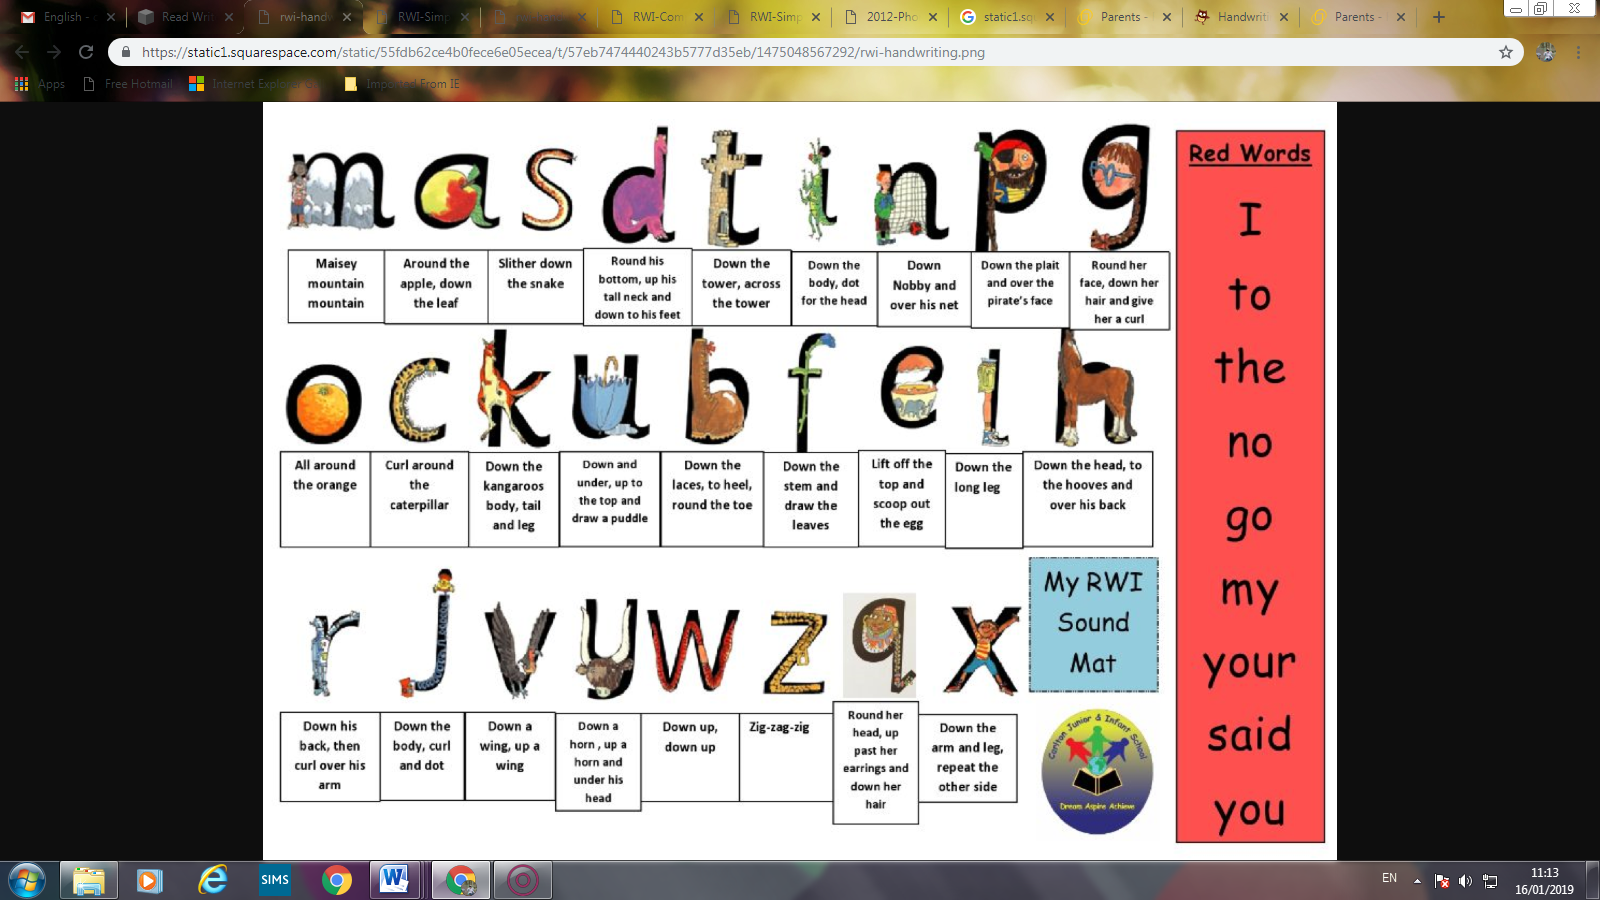 English -
Read Writ
rwi-handw
RWI-Simp
RWI-Com
RWI-Simp
2012-Pho
static1.sq
Parents -
Handwriti
Parents -
https://static1.squarespace.com/static/55fdb62ce4b0fece6e05ecea/t/57eb7474440243b5777d35eb/1475048567292/rwi-handwriting.png
Apps
Free Hotmail
Internet Explorer
Imported From IE
m a s d t i n p g
Maisey
mountain
mountain
Around the
apple, down
the leaf
Slither down
the snake
Round his
bottom, up his
tall neck and
down to his feet
Down the
tower, across
the tower
Down the
body, dot
for the head
Down
Nobby and
over his net
Down the plait
and over the
pirate's face
Round her
face, down her
hair and give
her a curl
o c k u b f e l h
All around
the orange
Curl around
the
caterpillar
Down the
kangaroos
body, tail
and leg
Down and
under, up to
the top and
draw a puddle
Down the
laces, to heel,
round the toe
Down the
stem and
draw the
leaves
Lift off the
top and
scoop out
the egg
Down the
long leg
Down the head, to
the hooves and
over his back
r j v y w z q x
Down his
back, then
curl over his
arm
Down the
body, curl
and dot
Down a
wing, up a
wing
Down a
horn , up a
horn and
under his
head
Down up,
down up
Zig-zag-zig
Round her
head, up
past her
earrings and
down her
hair
Down the
arm and leg,
repeat the
other side
My RWI
Sound
Mat
Carlton Junior & Infant School
Dream Aspire Achieve
Red Words
I
to
the
no
go
my
your
said
you
SIMS
EN
11:13
16/01/2019